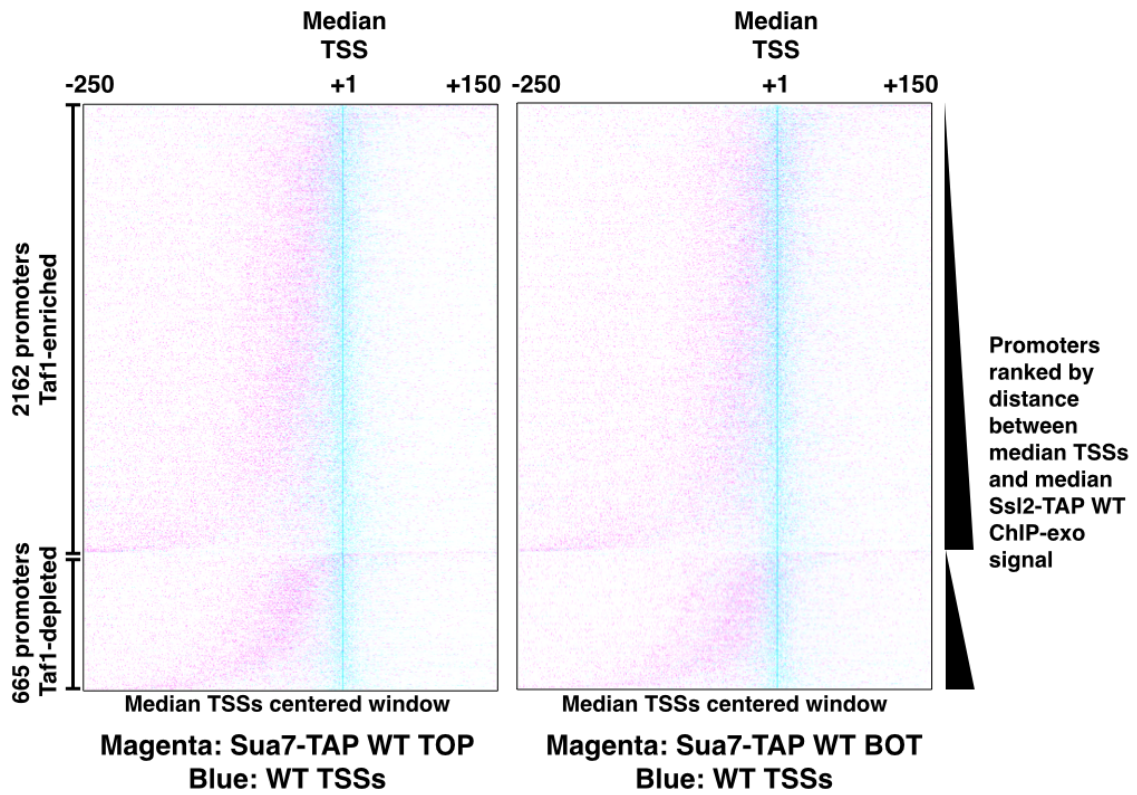 Median
TSS
-250
+1
+150
Median
TSS
-250
+1
+150
2162 promoters
Taf1-enriched
665 promoters
Taf1-depleted
Promoters
ranked by
distance
between
median TSSs
and median
Ssl2-TAP WT
ChIP-exo
signal
Median TSSs centered window
Magenta: Sua7-TAP WT TOP
Blue: WT TSSs
Median TSSs centered window
Magenta: Sua7-TAP WT BOT
Blue: WT TSSs